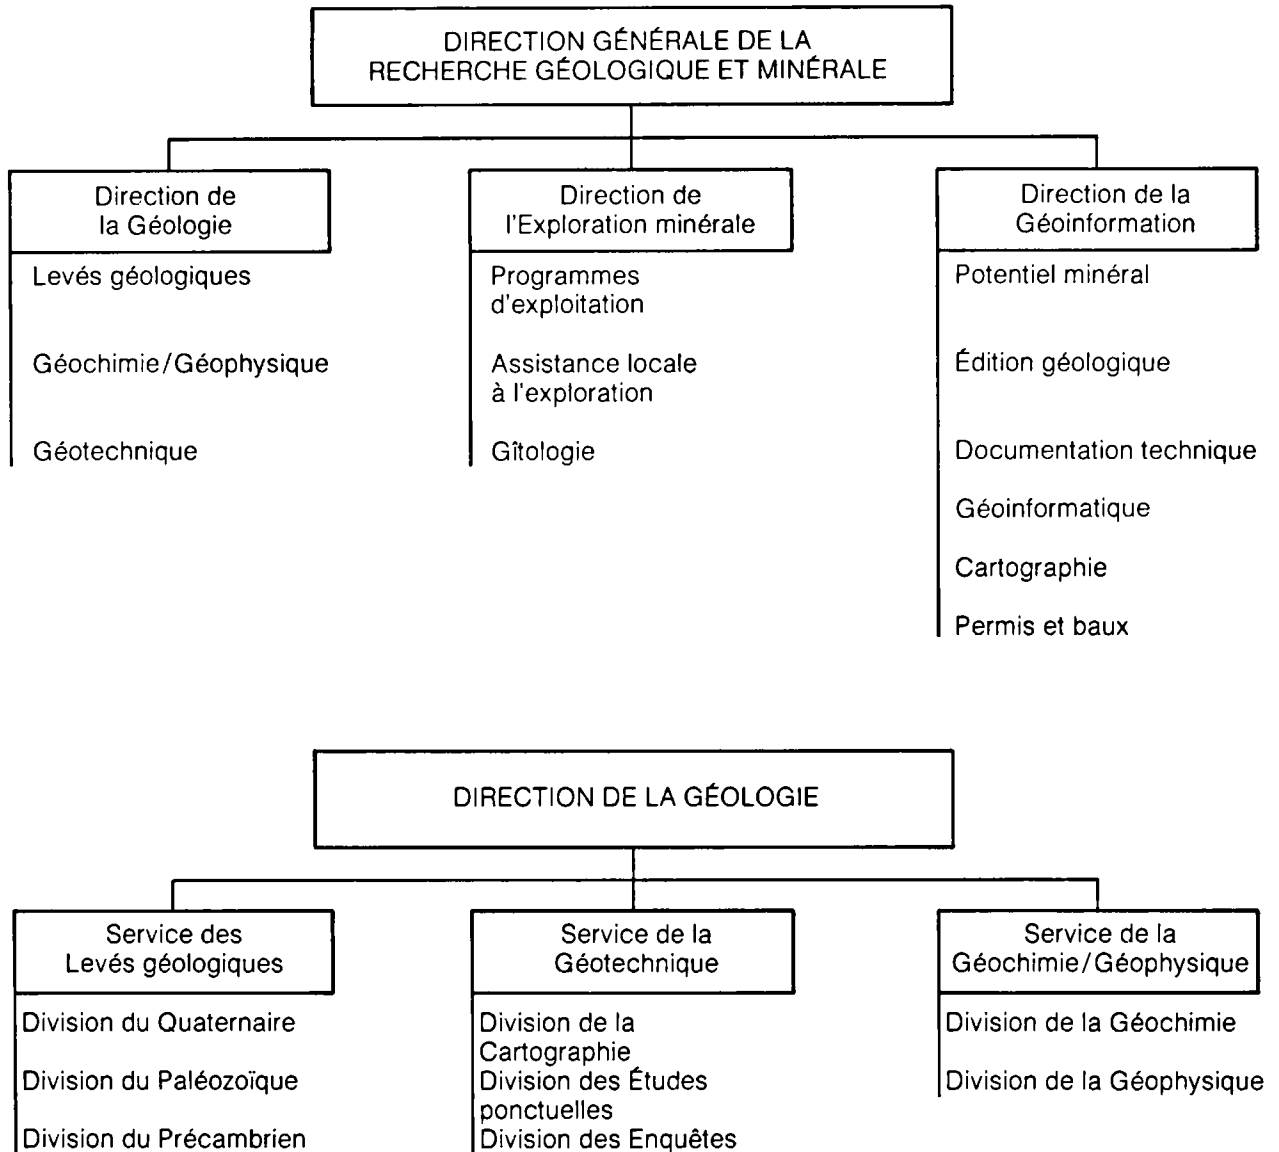 DIRECTION GÉNÉRALE DE LA
RECHERCHE GÉOLOGIQUE ET MINÉRALE
Direction de
la Géologie
Levés géologiques
Géochimie/Géophysique
Géotechnique
Direction de
l'Exploration minérale
Programmes
d'exploitation
Assistance locale
à l'exploration
Gîtologie
Direction de la
Géoinformation
Potentiel minéral
Édition géologique
Documentation technique
Géoinformatique
Cartographie
Permis et baux
DIRECTION DE LA GÉOLOGIE
Service des
Levés géologiques
Division du Quaternaire
Division du Paléozoïque
Division du Précambrien
Service de la
Géotechnique
Division de la
Cartographie
Division des Études
ponctuelles
Division des Enquêtes
Service de la
Géochimie/Géophysique
Division de la Géochimie
Division de la Géophysique